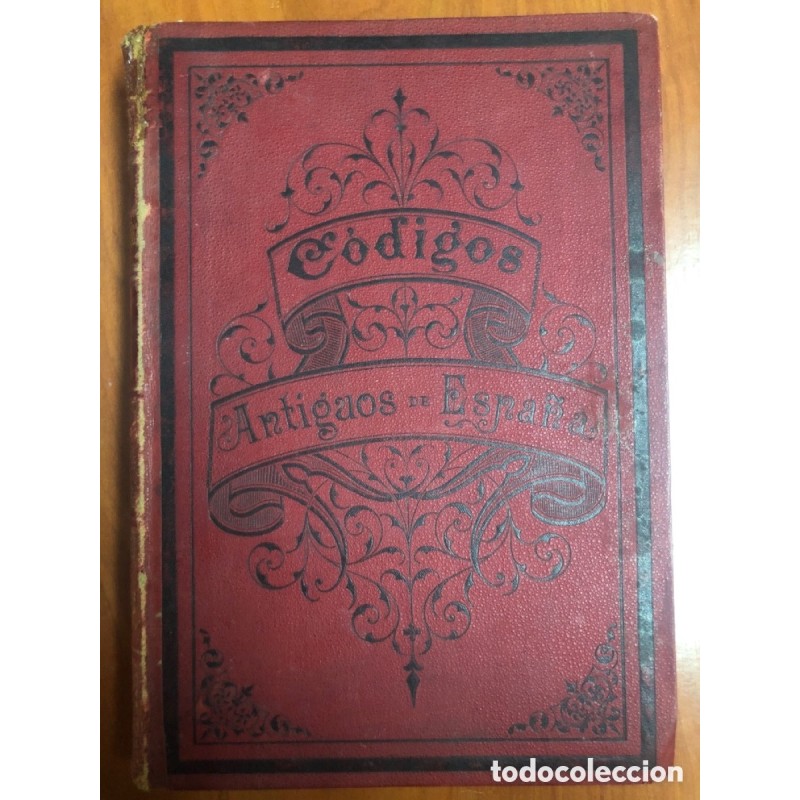 Códigos
Antiguos de España
todocoleccion